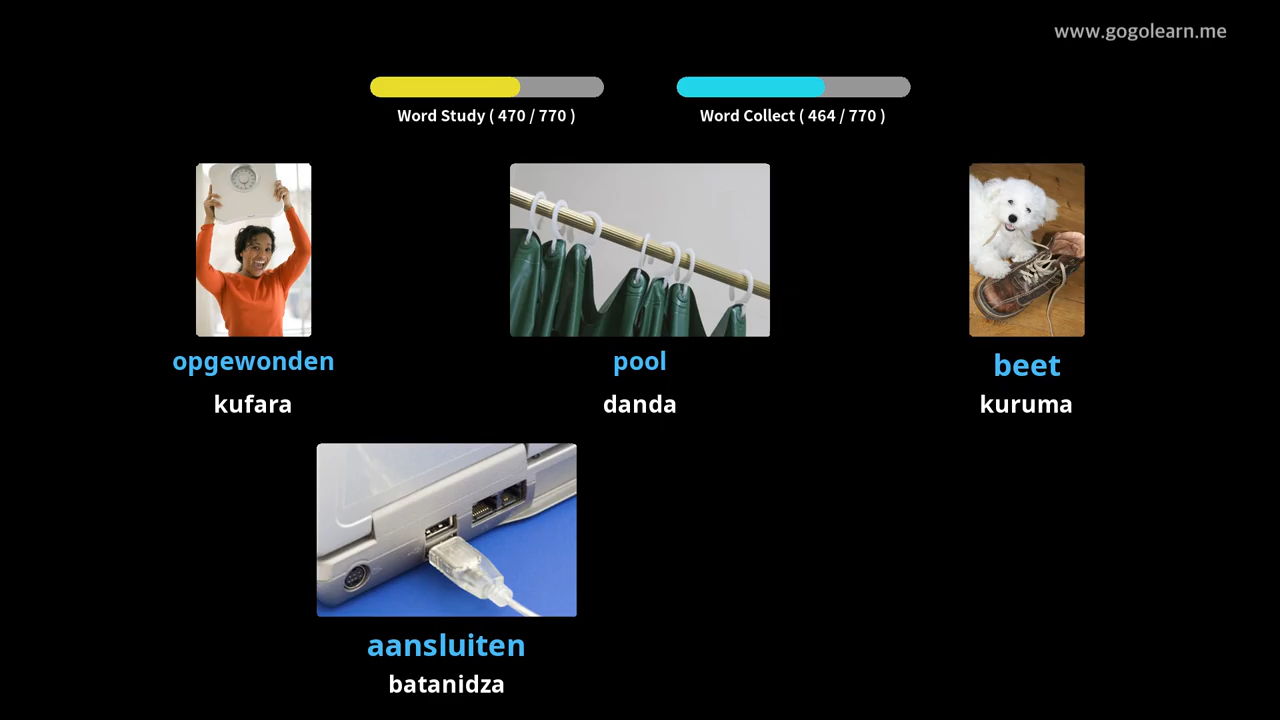 www.gogolearn.me
Word Study ( 470 / 770 )
Word Collect ( 464 / 770 )
opgewonden
kufara
pool
danda
beet
kuruma
aansluiten
batanidza